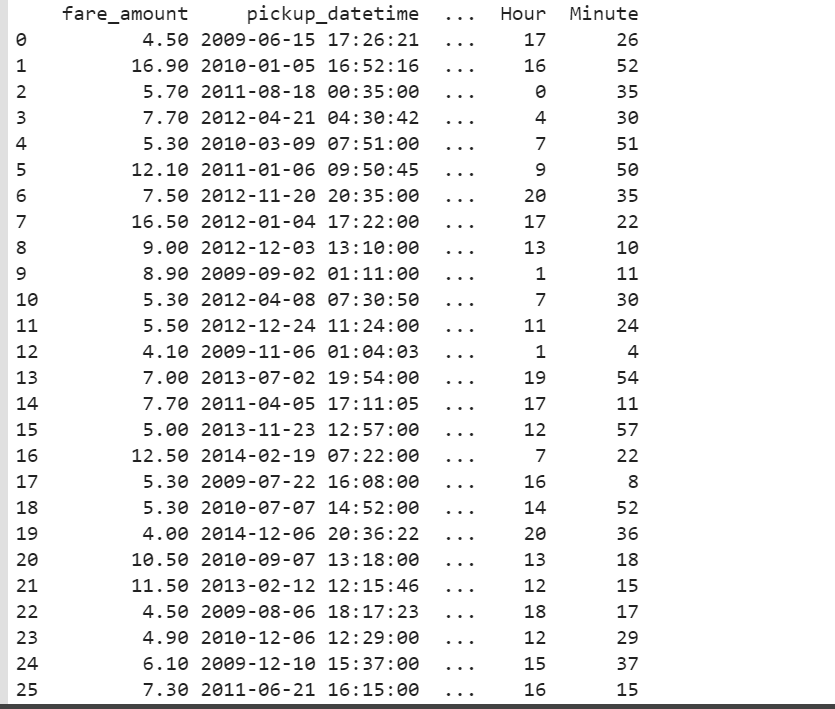 fare_amount pickup_datetime ... Hour Minute
0 4.50 2009-06-15 17:26:21 ... 17 26
1 16.90 2010-01-05 16:52:16 ... 16 52
2 5.70 2011-08-18 00:35:00 ... 0 35
3 7.70 2012-04-21 04:30:42 ... 4 30
4 5.30 2010-03-09 07:51:00 ... 7 51
5 12.10 2011-01-06 09:50:45 ... 9 50
6 7.50 2012-11-20 20:35:00 ... 20 35
7 16.50 2012-01-04 17:22:00 ... 17 22
8 9.00 2012-12-03 13:10:00 ... 13 10
9 8.90 2009-09-02 01:11:00 ... 1 11
10 5.30 2012-04-08 07:30:50 ... 7 30
11 5.50 2012-12-24 11:24:00 ... 11 24
12 4.10 2009-11-06 01:04:03 ... 1 4
13 7.00 2013-07-02 19:54:00 ... 19 54
14 7.70 2011-04-05 17:11:05 ... 17 11
15 5.00 2013-11-23 12:57:00 ... 12 57
16 12.50 2014-02-19 07:22:00 ... 7 22
17 5.30 2009-07-22 16:08:00 ... 16 8
18 5.30 2010-07-07 14:52:00 ... 14 52
19 4.00 2014-12-06 20:36:22 ... 20 36
20 10.50 2010-09-07 13:18:00 ... 13 18
21 11.50 2013-02-12 12:15:46 ... 12 15
22 4.50 2009-08-06 18:17:23 ... 18 17
23 4.90 2010-12-06 12:29:00 ... 12 29
24 6.10 2009-12-10 15:37:00 ... 15 37
25 7.30 2011-06-21 16:15:00 ... 16 15